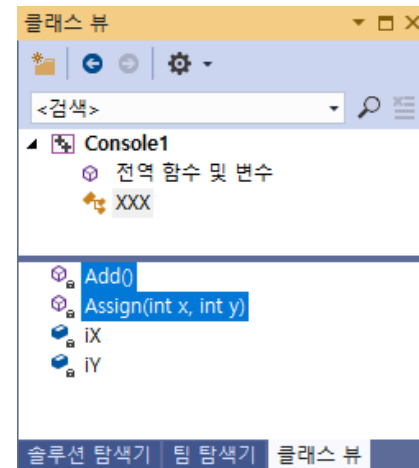 클래스 뷰
<검색>
Console1
전역 함수 및 변수
XXX
Add()
Assign(int x, int y)
iX
iY
솔루션 탐색기 팀 탐색기 클래스 뷰